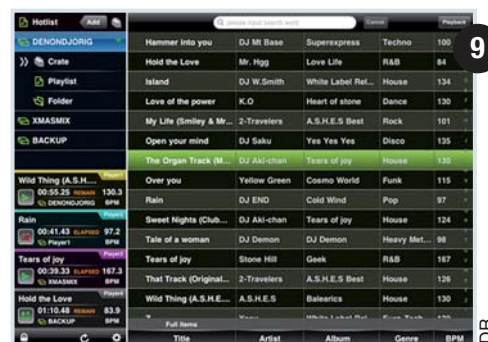 Hotlist Add please input search word Cancel Playback
9
DENONDJORIG
Crate
Playlist
Folder
XMASMIX
BACKUP
Hammer into you DJ Mt Base Superexpress Techno 100
Hold the Love Mr. Hgg Love Life R&B 84
Island DJ W.Smith White Label Rel... House 134
Love of the power K.O Heart of stone Dance 130
My Life (Smiley & Mr... 2-Travelers A.S.H.E.S Best Rock 101
Open your mind DJ Saku Yes Yes Yes Disco 135
The Organ Track (M... DJ Aki-chan Tears of joy House 130
Over you Yellow Green Cosmo World Funk 115
Rain DJ END Cold Wind Pop 97
Sweet Nights (Club... DJ Aki-chan Tears of joy House 124
Tale of a woman DJ Demon DJ Demon Heavy Met... 98
Tears of joy Stone Hill Geek R&B 167
That Track (Original... 2-Travelers A.S.H.E.S Best House 126
Wild Thing (A.S.H.E.... A.S.H.E.S Balearics House 130
Full Items
Title Artist Album Genre BPM
Wild Thing (A.S.H.... Player1
00:55.25 REMAIN 130.3
DENONDJORIG BPM
Rain Player2
00:41.43 ELAPSED 97.2
Player1 BPM
Tears of joy Player3
00:39.33 ELAPSED 167.3
XMASMIX BPM
Hold the Love Player4
01:10.48 REMAIN 83.9
BACKUP BPM